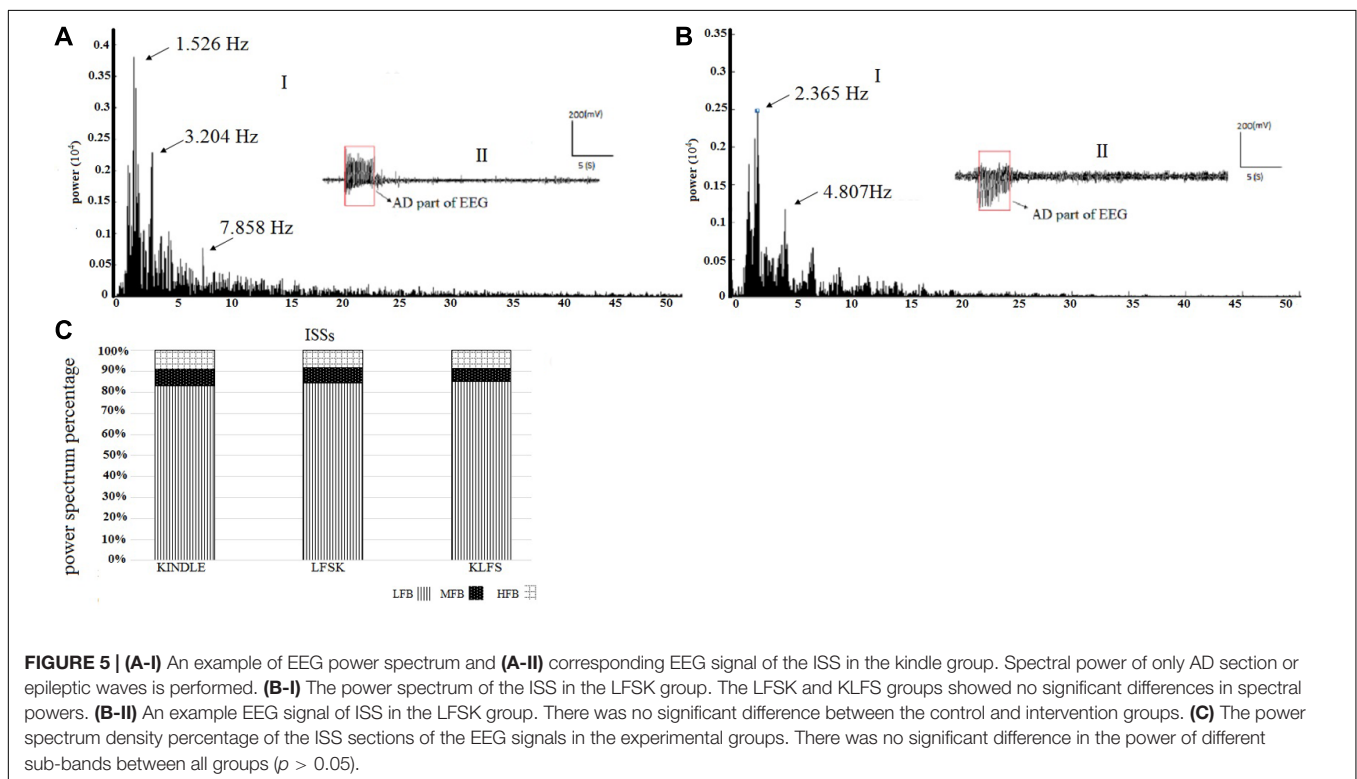 A
0.4
0.35
0.3
0.25
0.2
0.15
0.1
0.05
0
power (10⁴)
1.526 Hz
3.204 Hz
7.858 Hz
I
II
200(mV)
5 (S)
AD part of EEG
0 5 10 15 20 25 30 35 40 45 50
B
0.35
0.3
0.25
0.2
0.15
0.1
0.05
0
power (10⁴)
I
2.365 Hz
4.807Hz
II
200(mV)
5 (S)
AD part of EEG
0 5 10 15 20 25 30 35 40 45 50
C
ISSs
power spectrum percentage
100%
90%
80%
70%
60%
50%
40%
30%
20%
10%
0%
KINDLE LFSK KLFS
LFB MFB HFB
FIGURE 5 | (A-I) An example of EEG power spectrum and (A-II) corresponding EEG signal of the ISS in the kindle group. Spectral power of only AD section or
epileptic waves is performed. (B-I) The power spectrum of the ISS in the LFSK group. The LFSK and KLFS groups showed no significant differences in spectral
powers. (B-II) An example EEG signal of ISS in the LFSK group. There was no significant difference between the control and intervention groups. (C) The power
spectrum density percentage of the ISS sections of the EEG signals in the experimental groups. There was no significant difference in the power of different
sub-bands between all groups (p > 0.05).